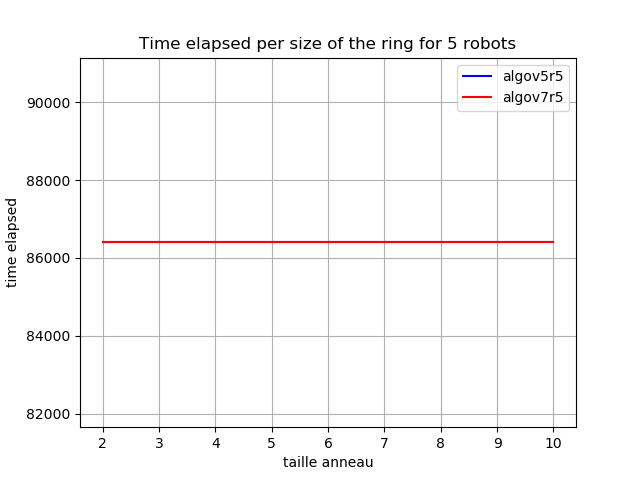 Time elapsed per size of the ring for 5 robots
algov5r5
algov7r5
90000
88000
86000
84000
82000
time elapsed
2 3 4 5 6 7 8 9 10
taille anneau